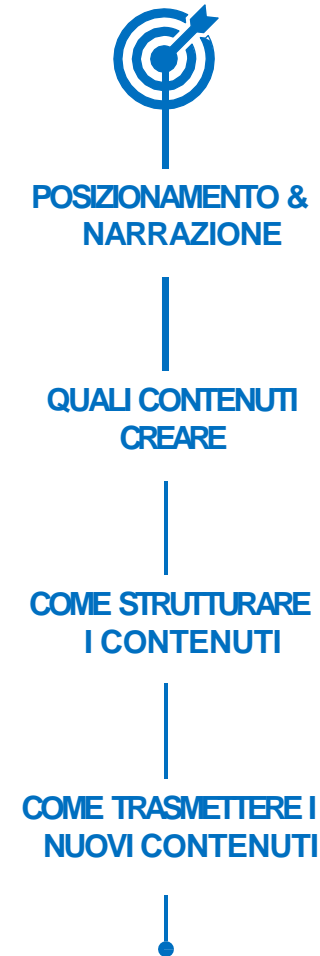 POSIZIONAMENTO &
NARRAZIONE
QUALI CONTENUTI
CREARE
COME STRUTTURARE
I CONTENUTI
COME TRASMETTERE I
NUOVI CONTENUTI